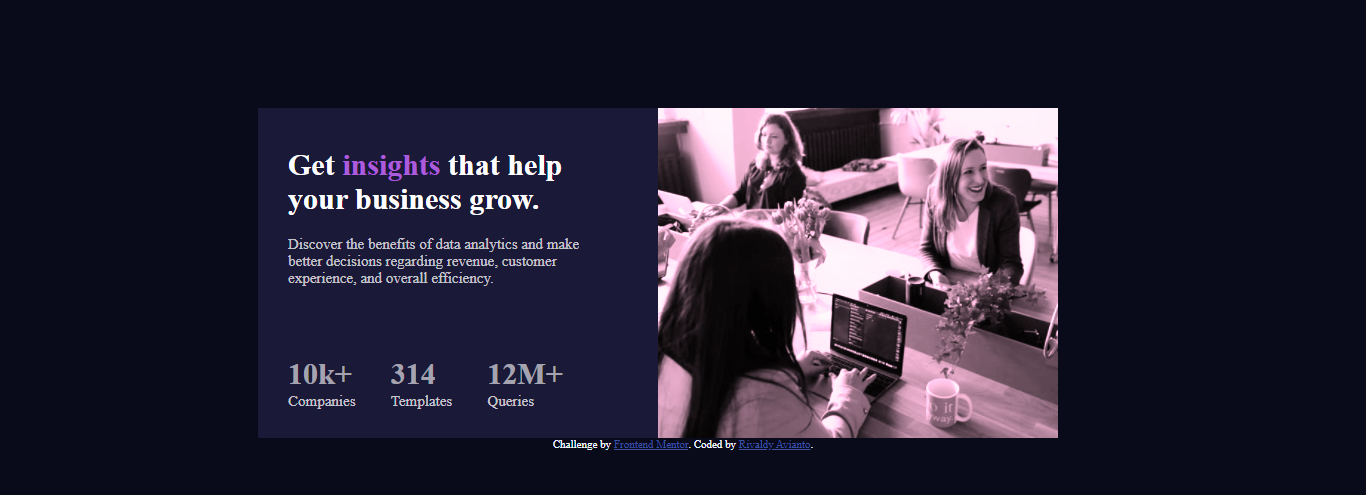 Get insights that help
your business grow.
Discover the benefits of data analytics and make
better decisions regarding revenue, customer
experience, and overall efficiency.
10k+ 314 12M+
Companies Templates Queries
Challenge by Frontend Mentor. Coded by Rivaldy Avianto.